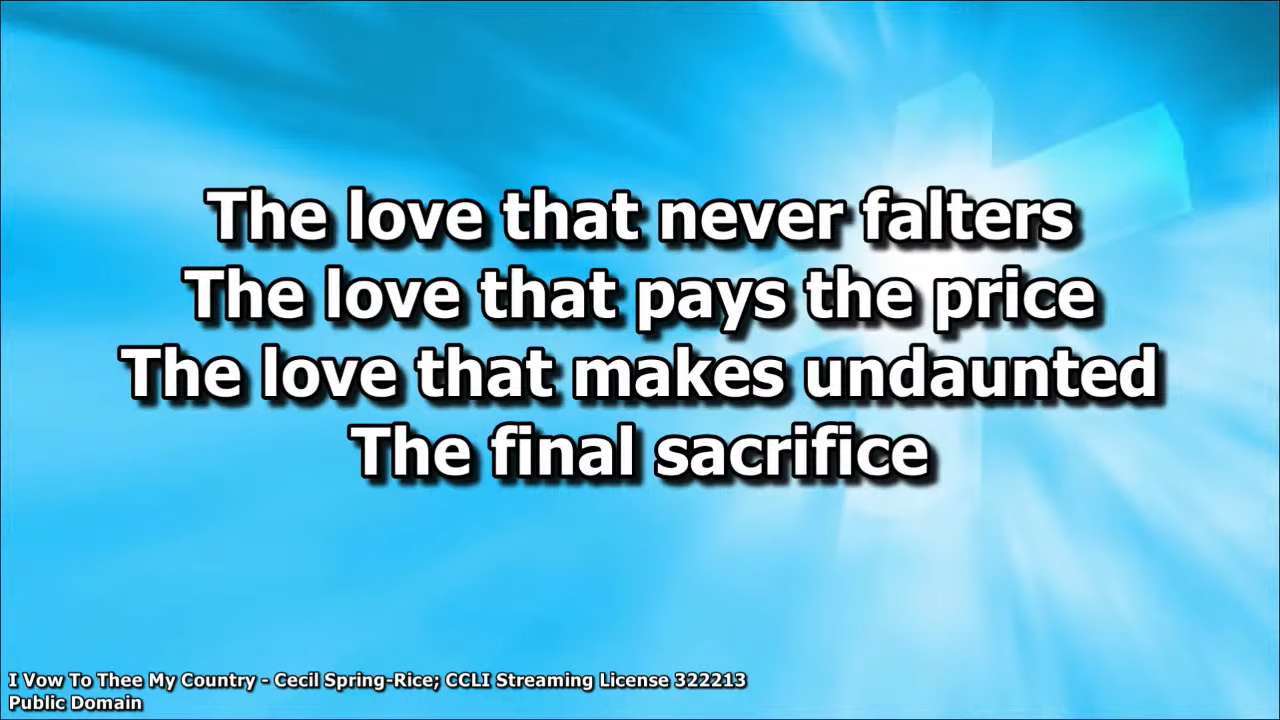 The love that never falters
The love that pays the price
The love that makes undaunted
The final sacrifice
I Vow To Thee My Country - Cecil Spring-Rice; CCLI Streaming License 322213
Public Domain